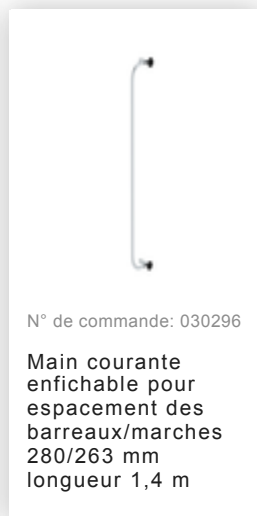 N° de commande: 030296
Main courante
enfichable pour
espacement des
barreaux/marches
280/263 mm
longueur 1,4 m